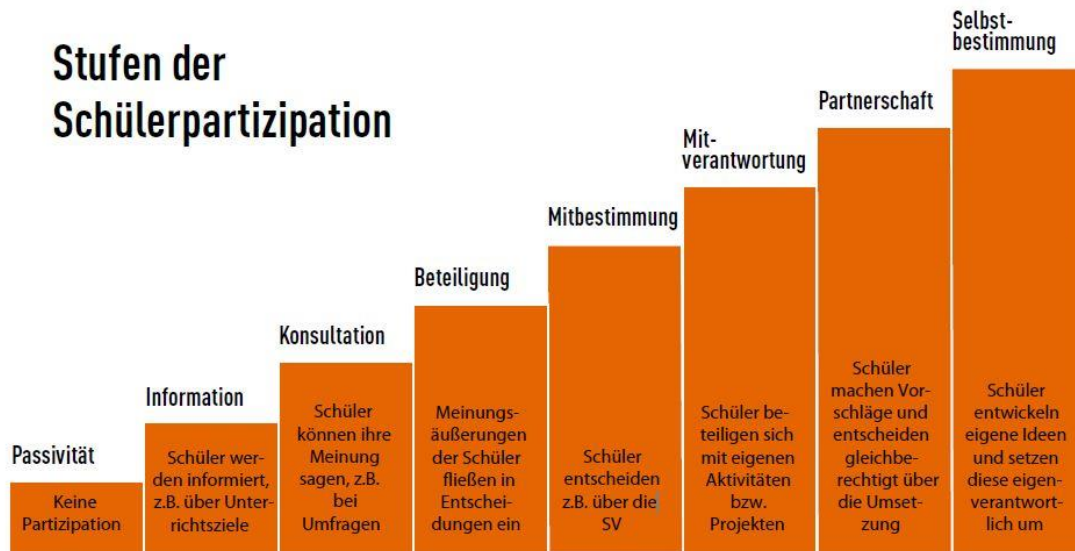 Stufen der
Schülerpartizipation
Passivität
Keine
Partizipation
Information
Schüler wer-
den informiert,
z.B. über Unter-
richtsziele
Konsultation
Schüler
können ihre
Meinung
sagen, z.B.
bei
Umfragen
Beteiligung
Meinungs-
äußerungen
der Schüler
fließen in
Entschei-
dungen ein
Mitbestimmung
Schüler
entscheiden
z.B. über die
SV
Mit-
verantwortung
Schüler be-
teiligen sich
mit eigenen
Aktivitäten
bzw.
Projekten
Partnerschaft
Schüler
machen Vor-
schläge und
entscheiden
gleichbe-
rechtigt über
die Umset-
zung
Selbst-
bestimmung
Schüler
entwickeln
eigene Ideen
und setzen
diese eigen-
verantwort-
lich um